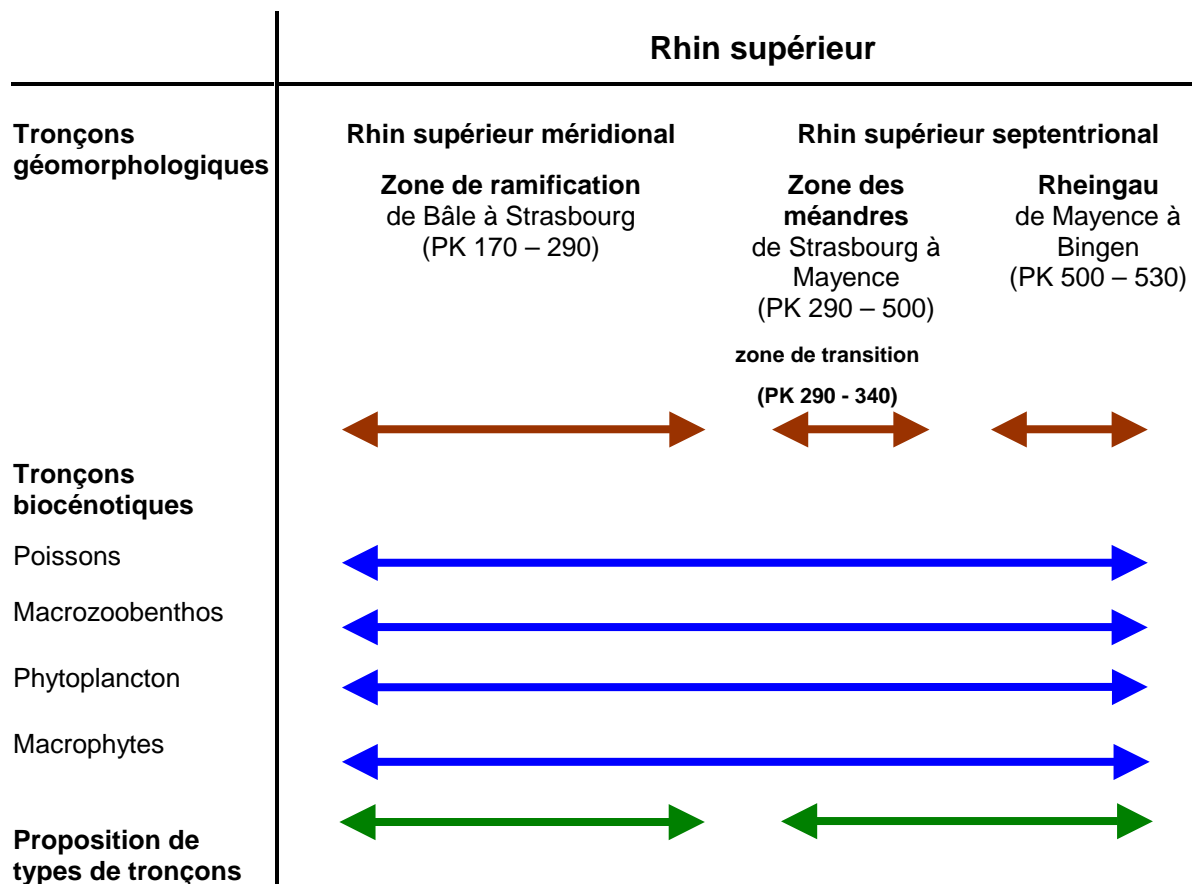 Rhin supérieur
Tronçons
géomorphologiques
Rhin supérieur méridional
Rhin supérieur septentrional
Zone de ramification
de Bâle à Strasbourg
(PK 170 – 290)
Zone des
méandres
de Strasbourg à
Mayence
(PK 290 – 500)
Rheingau
de Mayence à
Bingen
(PK 500 – 530)
zone de transition
(PK 290 - 340)
Tronçons
biocénotiques
Poissons
Macrozoobenthos
Phytoplancton
Macrophytes
Proposition de
types de tronçons